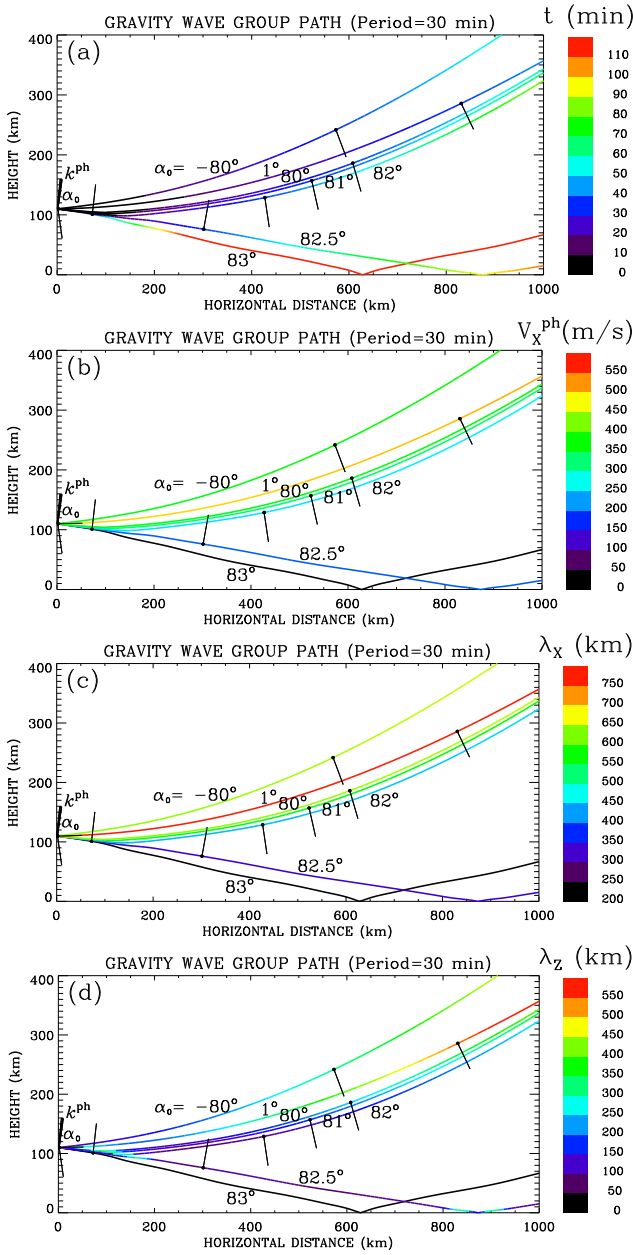 GRAVITY WAVE GROUP PATH (Period=30 min)
t (min)
(a)
HEIGHT (km)
400
300
200
100
0
kᵖʰ
α₀
α₀= −80°
1°
80°
81°
82°
82.5°
83°
0 200 400 600 800 1000
HORIZONTAL DISTANCE (km)
110
100
90
80
70
60
50
40
30
20
10
0
GRAVITY WAVE GROUP PATH (Period=30 min)
Vₓᵖʰ(m/s)
(b)
HEIGHT (km)
400
300
200
100
0
kᵖʰ
α₀
α₀= −80°
1°
80°
81°
82°
82.5°
83°
0 200 400 600 800 1000
HORIZONTAL DISTANCE (km)
550
500
450
400
350
300
250
200
150
100
50
0
GRAVITY WAVE GROUP PATH (Period=30 min)
λX (km)
(c)
HEIGHT (km)
400
300
200
100
0
kᵖʰ
α₀
α₀= −80°
1°
80°
81°
82°
82.5°
83°
0 200 400 600 800 1000
HORIZONTAL DISTANCE (km)
750
700
650
600
550
500
450
400
350
300
250
200
GRAVITY WAVE GROUP PATH (Period=30 min)
λZ (km)
(d)
HEIGHT (km)
400
300
200
100
0
kᵖʰ
α₀
α₀= −80°
1°
80°
81°
82°
82.5°
83°
0 200 400 600 800 1000
HORIZONTAL DISTANCE (km)
550
500
450
400
350
300
250
200
150
100
50
0